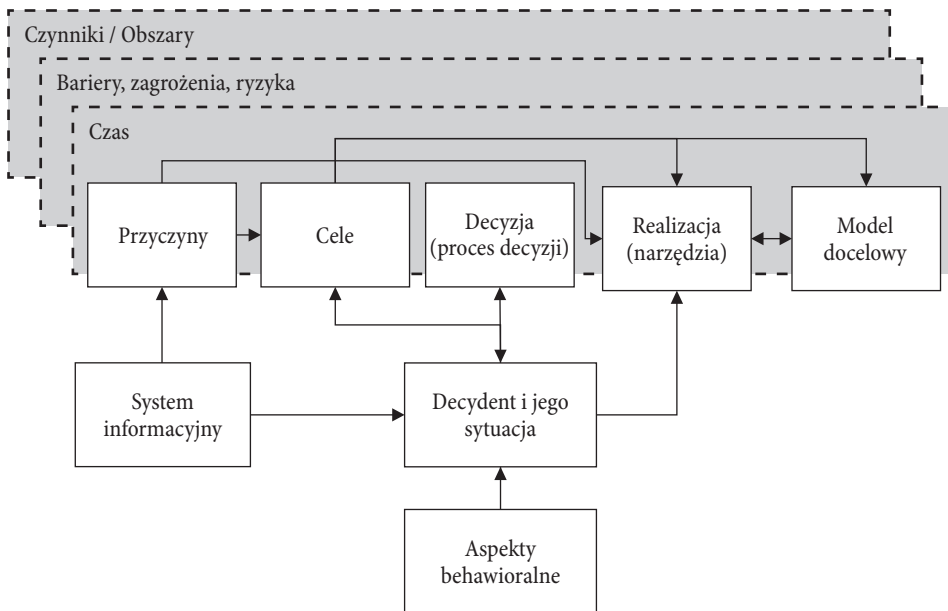 Czynniki / Obszary
Bariery, zagrożenia, ryzyka
Czas
Przyczyny
Cele
Decyzja
(proces decyzji)
Realizacja
(narzędzia)
Model
docelowy
System
informacyjny
Decydent i jego
sytuacja
Aspekty
behawioralne